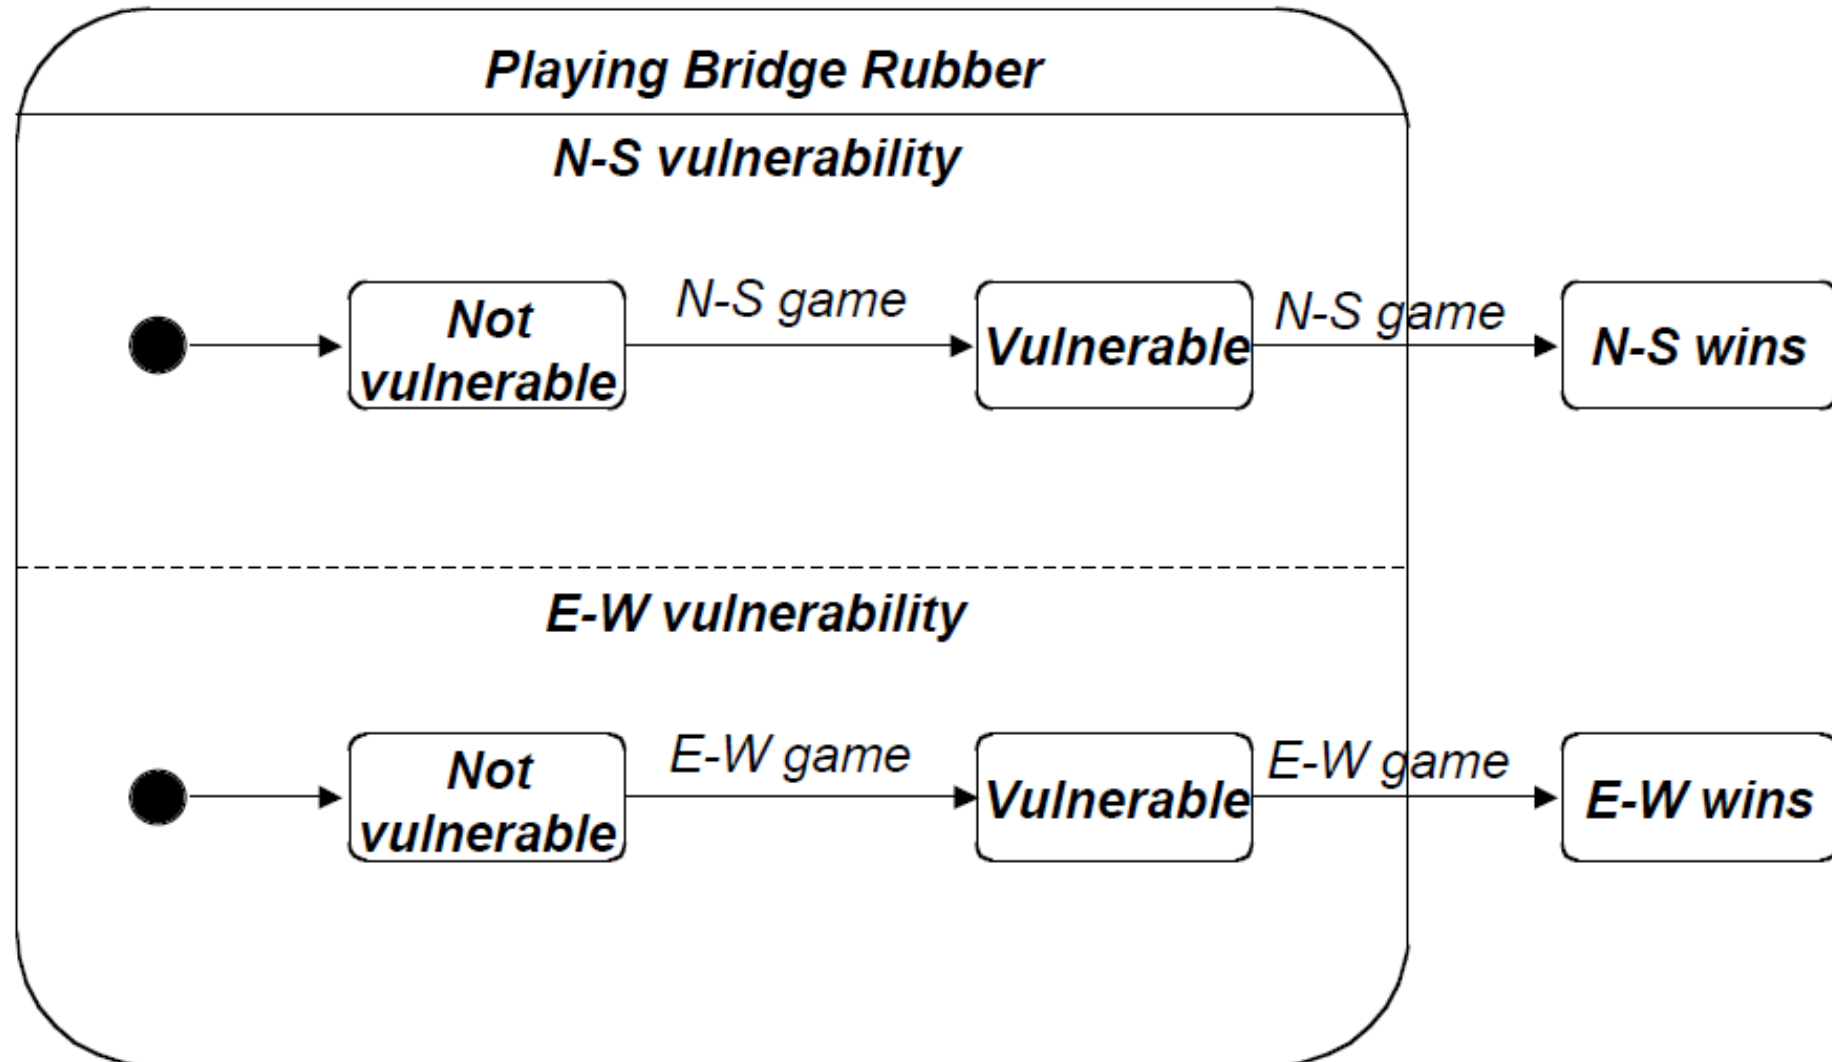 Playing Bridge Rubber
N-S vulnerability
Not
vulnerable
N-S game
Vulnerable
N-S game
N-S wins
E-W vulnerability
Not
vulnerable
E-W game
Vulnerable
E-W game
E-W wins